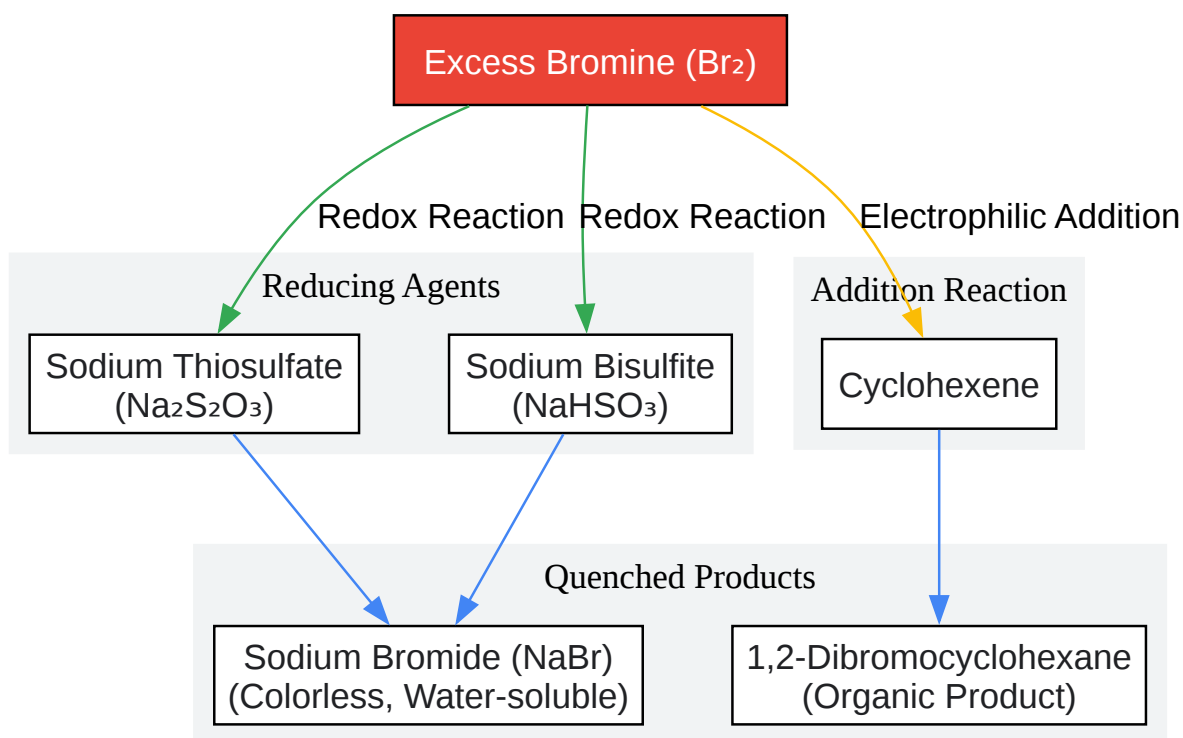 Excess Bromine (Br₂)
Redox Reaction
Redox Reaction
Electrophilic Addition
Reducing Agents
Addition Reaction
Sodium Thiosulfate
(Na₂S₂O₃)
Sodium Bisulfite
(NaHSO₃)
Cyclohexene
Quenched Products
Sodium Bromide (NaBr)
(Colorless, Water-soluble)
1,2-Dibromocyclohexane
(Organic Product)